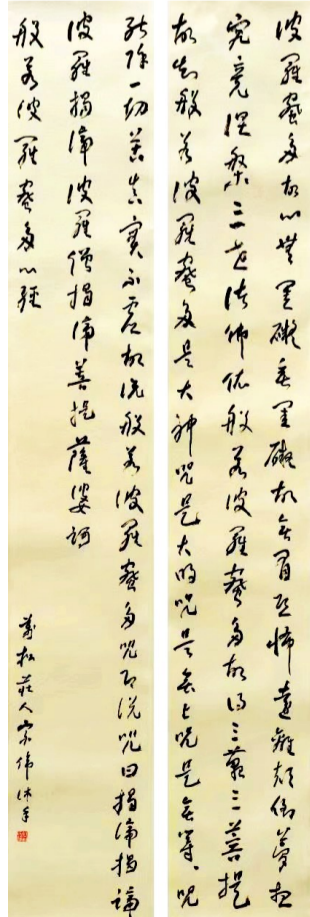 波羅蜜多故心無罣礙無罣礙故無有恐怖遠離顛倒夢想
究竟涅槃三世諸佛依般若波羅蜜多故得三藐三菩提
故知般若波羅蜜多是大神咒是大明咒是無上咒是無等、咒
能除一切苦真實不虛故說般若波羅蜜多咒即說咒曰揭諦揭諦
波羅揭諦波羅僧揭諦菩提薩婆訶
般若波羅蜜多心經
松莊人宗偉沐手